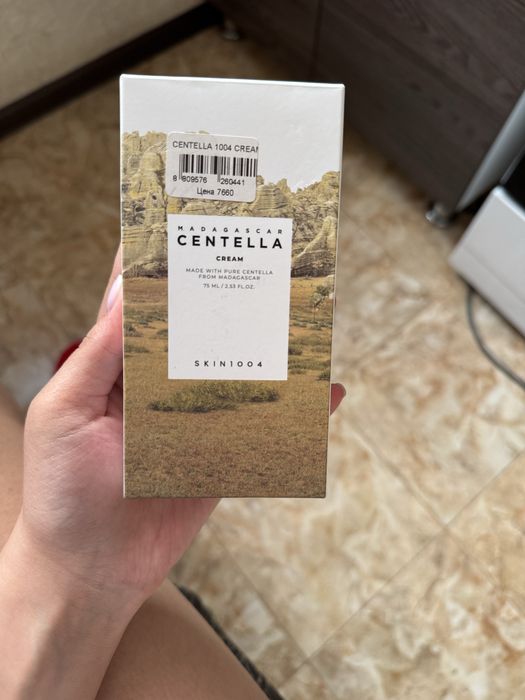 CENTELLA 1004 CREAM
8 809576 260441
Цена 7660
MADAGASCAR
CENTELLA
CREAM
MADE WITH PURE CENTELLA
FROM MADAGASCAR
75 ML / 2.53 FL.OZ.
SKIN1004